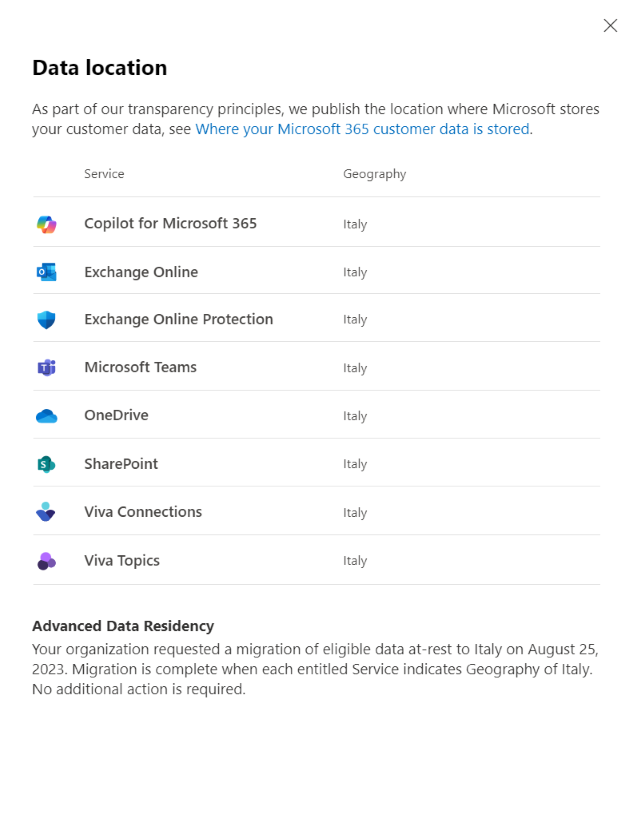 Data location
As part of our transparency principles, we publish the location where Microsoft stores
your customer data, see Where your Microsoft 365 customer data is stored.
Service Geography
Copilot for Microsoft 365 Italy
Exchange Online Italy
Exchange Online Protection Italy
Microsoft Teams Italy
OneDrive Italy
SharePoint Italy
Viva Connections Italy
Viva Topics Italy
Advanced Data Residency
Your organization requested a migration of eligible data at-rest to Italy on August 25,
2023. Migration is complete when each entitled Service indicates Geography of Italy.
No additional action is required.